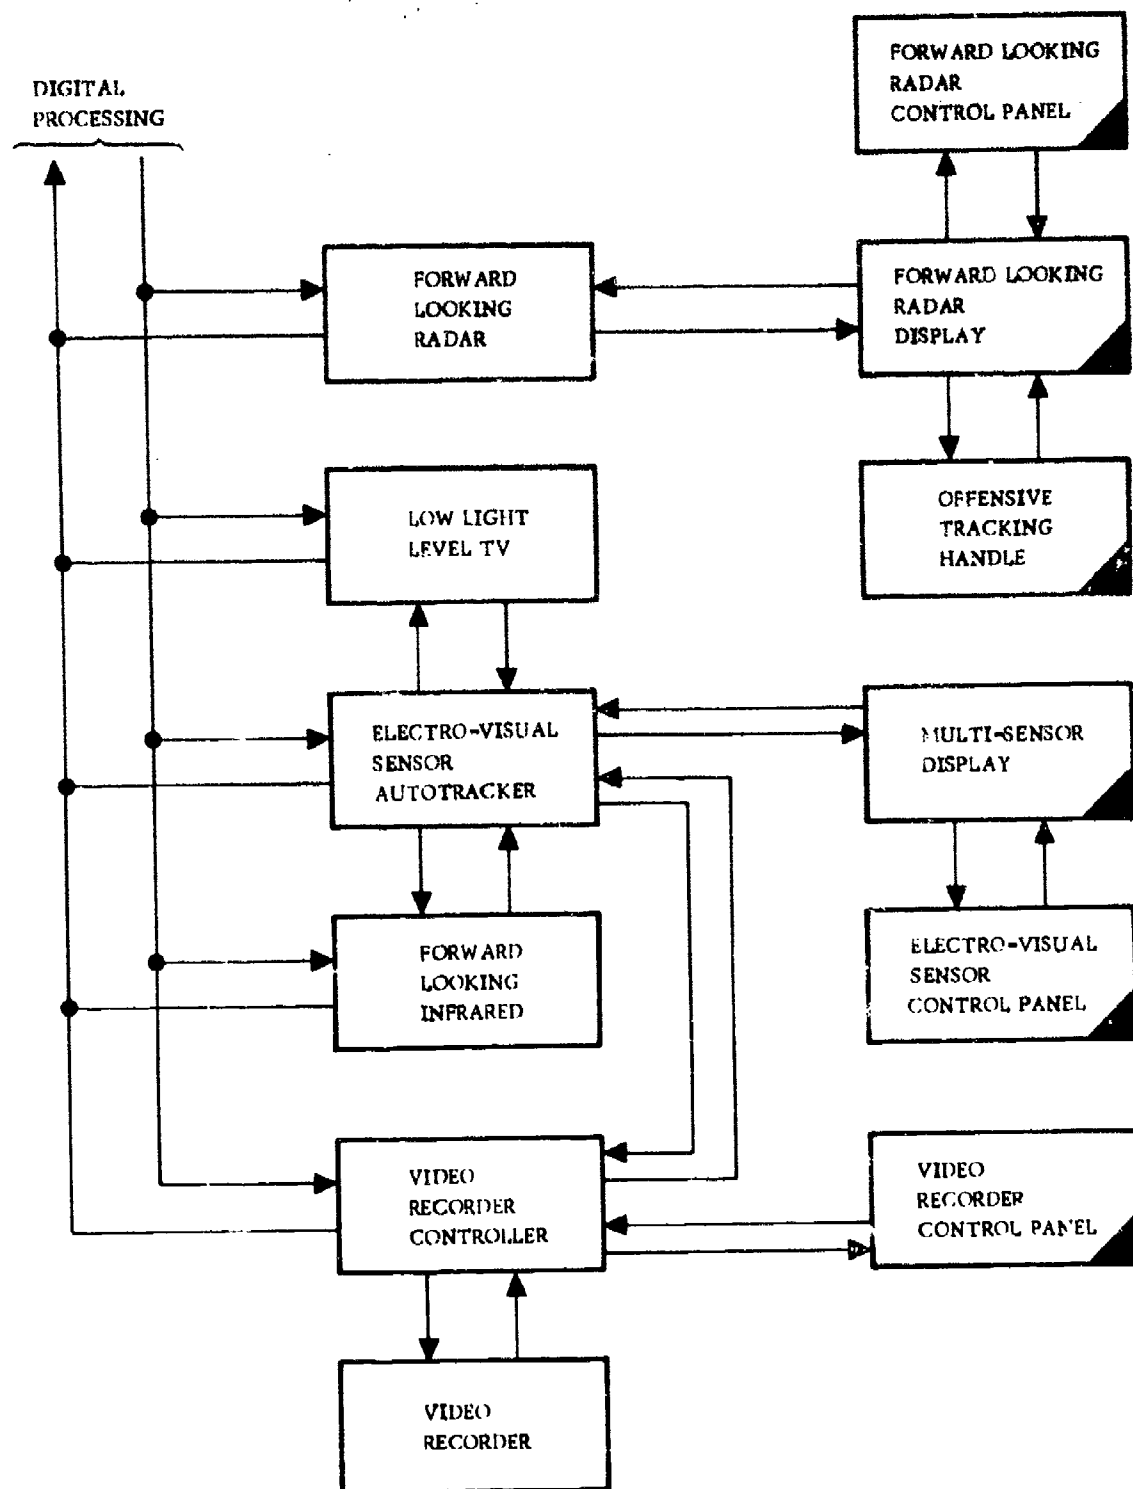 DIGITAL
PROCESSING
FORWARD LOOKING
RADAR
CONTROL PANEL
FORWARD
LOOKING
RADAR
FORWARD LOOKING
RADAR
DISPLAY
LOW LIGHT
LEVEL TV
OFFENSIVE
TRACKING
HANDLE
ELECTRO-VISUAL
SENSOR
AUTOTRACKER
MULTI-SENSOR
DISPLAY
FORWARD
LOOKING
INFRARED
ELECTRO-VISUAL
SENSOR
CONTROL PANEL
VIDEO
RECORDER
CONTROLLER
VIDEO
RECORDER
CONTROL PANEL
VIDEO
RECORDER